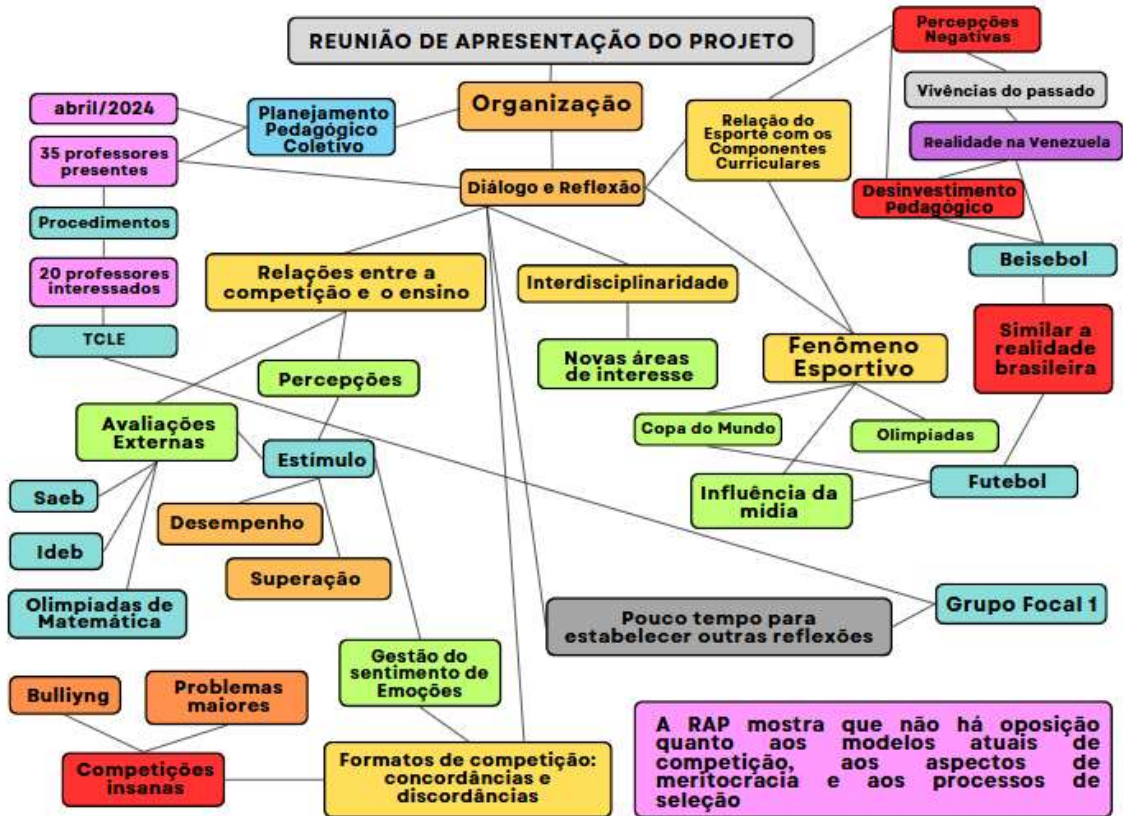 REUNIÃO DE APRESENTAÇÃO DO PROJETO
Percepções
Negativas
abril/2024
Planejamento
Pedagógico
Coletivo
Organização
Vivências do passado
Relação do
Esporte com os
Componentes
Curriculares
Realidade na Venezuela
35 professores
presentes
Diálogo e Reflexão
Desinvestimento
Pedagógico
Procedimentos
Beisebol
20 professores
interessados
Relações entre a
competição e o ensino
Interdisciplinaridade
TCLE
Similar a
realidade
brasileira
Novas áreas
de interesse
Fenômeno
Esportivo
Percepções
Avaliações
Externas
Copa do Mundo
Olimpiadas
Estímulo
Saeb
Influência da
mídia
Futebol
Desempenho
Ideb
Superação
Olimpiadas de
Matemática
Pouco tempo para
estabelecer outras reflexões
Grupo Focal 1
Gestão do
sentimento de
Emoções
Bulliyng
Problemas
maiores
Competições
insanas
Formatos de competição:
concordâncias e
discordâncias
A RAP mostra que não há oposição
quanto aos modelos atuais de
competição, aos aspectos de
meritocracia e aos processos de
seleção